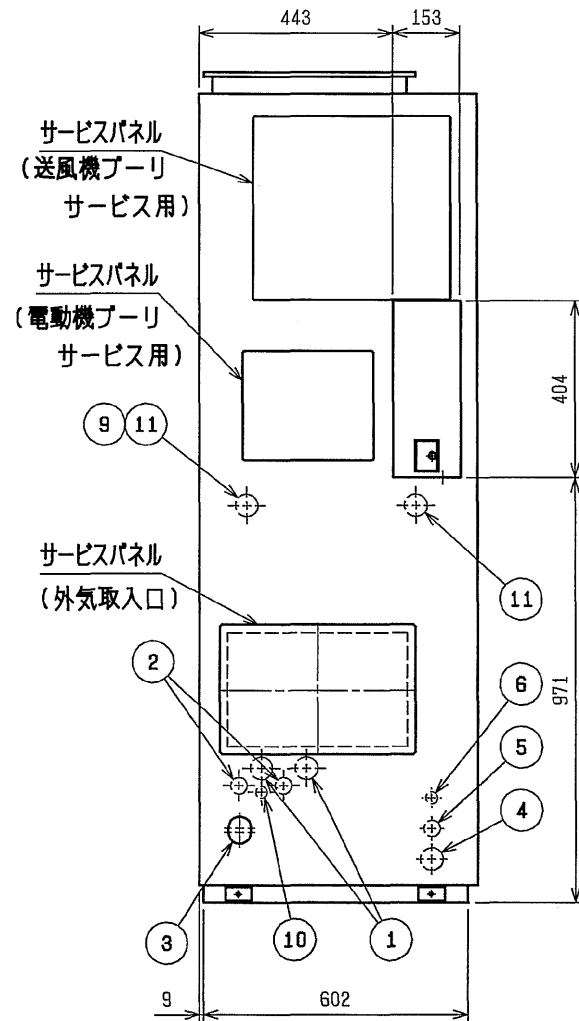 443
153
サービスパネル
(送風機プーリ
サービス用)
サービスパネル
(電動機プーリ
サービス用)
404
9 11
サービスパネル
(外気取入口)
11
2
6
971
5
4
3
10
1
9
602